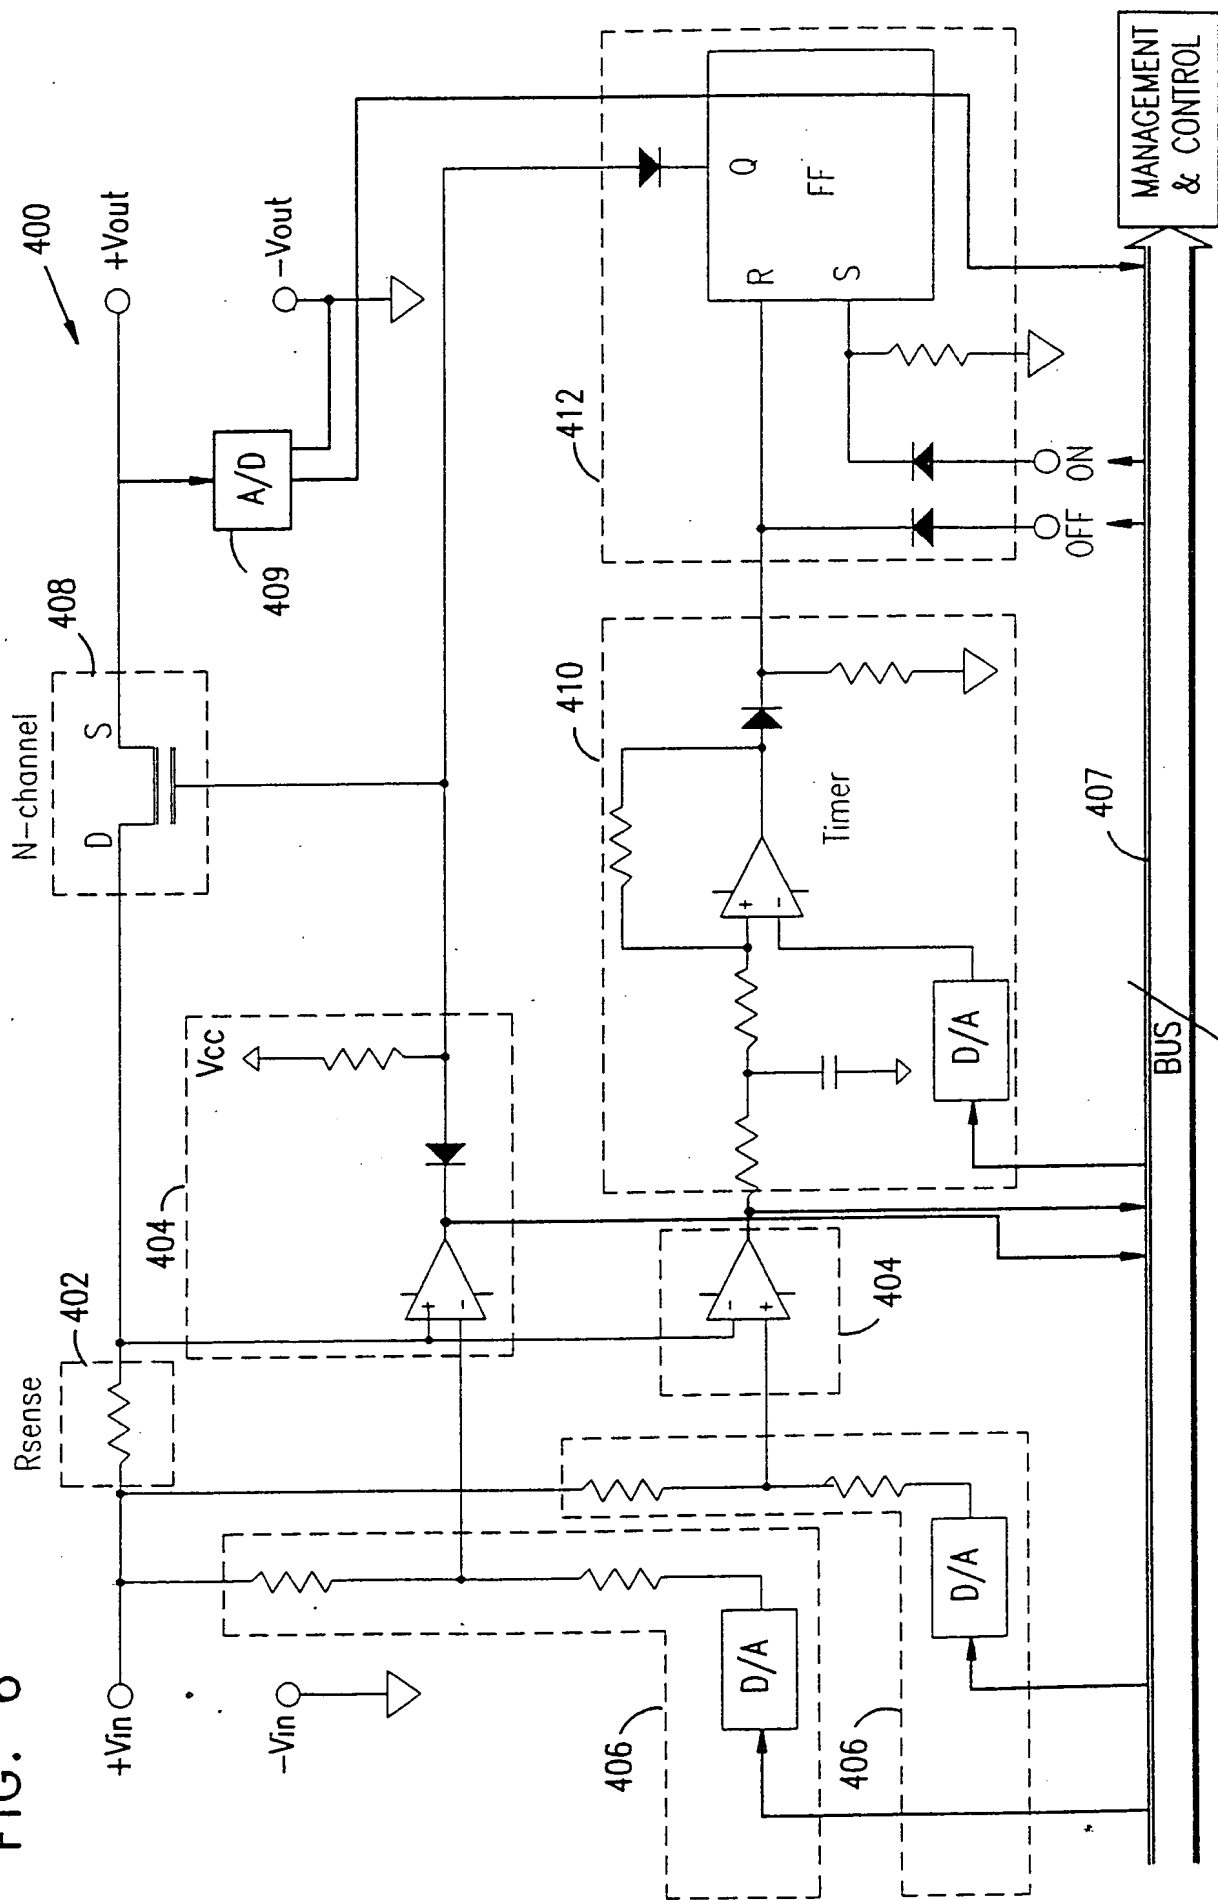 FIG. 6
Rsense
402
N-channel
408
D
S
400
+Vin
-Vin
+Vout
-Vout
A/D
409
404
Vcc
+
-
404
-
+
410
+
-
Timer
D/A
412
Q
FF
R
S
OFF
ON
406
D/A
406
D/A
407
BUS
MANAGEMENT
& CONTROL